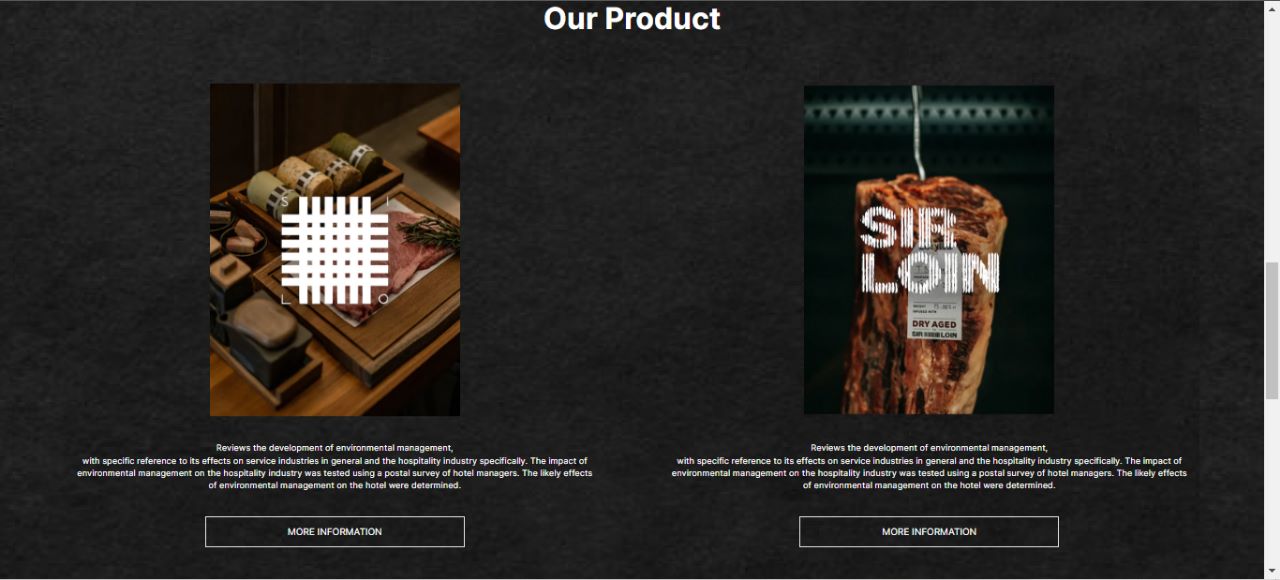 Our Product
S I
L O
SIR
LOIN
DRY AGED
SIR LOIN
Reviews the development of environmental management,
with specific reference to its effects on service industries in general and the hospitality industry specifically. The impact of
environmental management on the hospitality industry was tested using a postal survey of hotel managers. The likely effects
of environmental management on the hotel were determined.
MORE INFORMATION
Reviews the development of environmental management,
with specific reference to its effects on service industries in general and the hospitality industry specifically. The impact of
environmental management on the hospitality industry was tested using a postal survey of hotel managers. The likely effects
of environmental management on the hotel were determined.
MORE INFORMATION